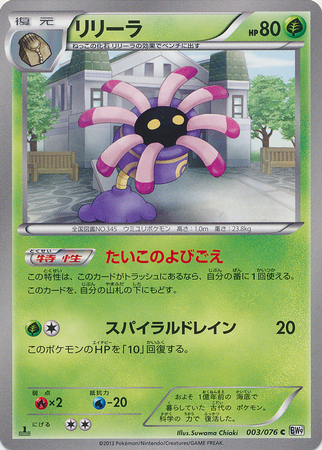 復元
リリーラ
HP80
ねっこの化石 リリーラの効果でベンチに出す
全国図鑑NO.345 ウミユリポケモン 高さ：1.0m 重さ：23.8kg
特性 たいこのよびごえ
この特性は、このカードがトラッシュにあるなら、自分の番に1回使える。
このカードを、自分の山札の下にもどす。
スパイラルドレイン 20
このポケモンのHPを「10」回復する。
弱点 ×2 抵抗力 -20
にげる
およそ 1億年前の 海底で
暮らしていた 古代の ポケモン。
科学の 力で 復活した。
1 Illus. Suwama Chiaki 003/076 C BW9
©2013 Pokémon/Nintendo/Creatures/GAME FREAK.